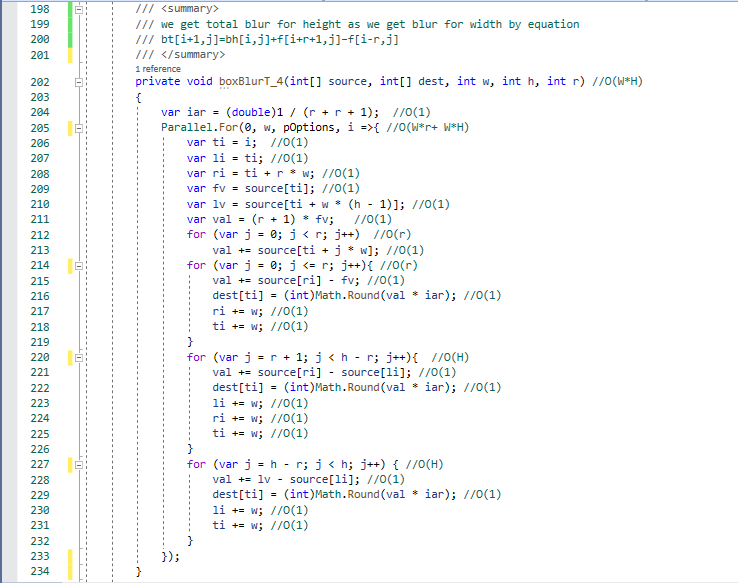 198 /// <summary>
199 /// we get total blur for height as we get blur for width by equation
200 /// bt[i+1,j]=bh[i,j]+f[i+r+1,j]-f[i-r,j]
201 /// </summary>
1 reference
202 private void boxBlurT_4(int[] source, int[] dest, int w, int h, int r) //O(W*H)
203 {
204 var iar = (double)1 / (r + r + 1);  //O(1)
205 Parallel.For(0, w, pOptions, i =>{ //O(W*r+ W*H)
206 var ti = i;  //O(1)
207 var li = ti; //O(1)
208 var ri = ti + r * w; //O(1)
209 var fv = source[ti]; //O(1)
210 var lv = source[ti + w * (h - 1)]; //O(1)
211 var val = (r + 1) * fv;   //O(1)
212 for (var j = 0; j < r; j++)  //O(r)
213 val += source[ti + j * w]; //O(1)
214 for (var j = 0; j <= r; j++){ //O(r)
215 val += source[ri] - fv; //O(1)
216 dest[ti] = (int)Math.Round(val * iar); //O(1)
217 ri += w; //O(1)
218 ti += w; //O(1)
219 }
220 for (var j = r + 1; j < h - r; j++){  //O(H)
221 val += source[ri] - source[li]; //O(1)
222 dest[ti] = (int)Math.Round(val * iar); //O(1)
223 li += w; //O(1)
224 ri += w; //O(1)
225 ti += w; //O(1)
226 }
227 for (var j = h - r; j < h; j++) { //O(H)
228 val += lv - source[li]; //O(1)
229 dest[ti] = (int)Math.Round(val * iar); //O(1)
230 li += w; //O(1)
231 ti += w; //O(1)
232 }
233 });
234 }